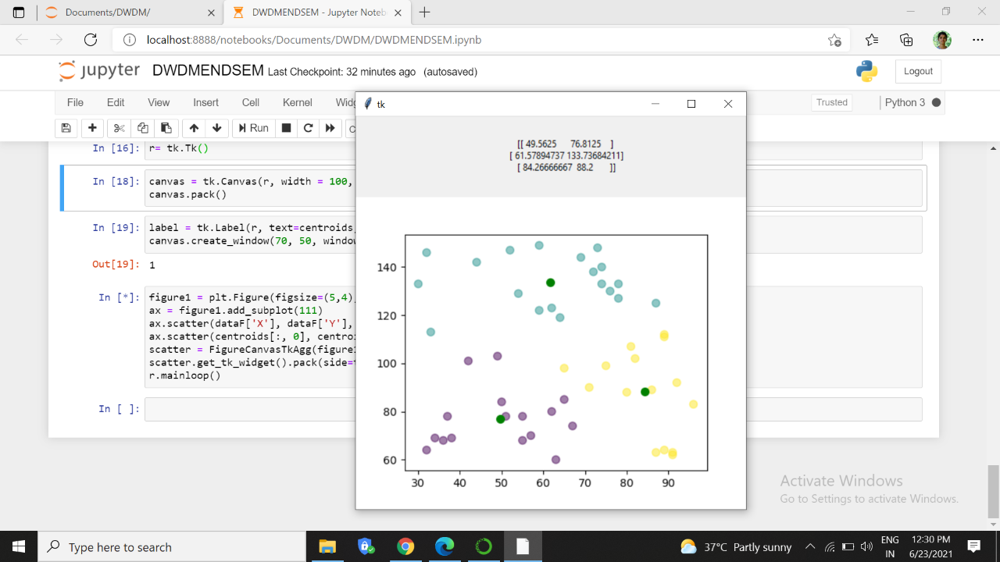 Documents/DWDM/
DWDMENDSEM - Jupyter Noteb
localhost:8888/notebooks/Documents/DWDM/DWDMENDSEM.ipynb
jupyter DWDMENDSEM Last Checkpoint: 32 minutes ago (autosaved)
Logout
File Edit View Insert Cell Kernel Widg
Trusted Python 3
Run
In [16]: r= tk.Tk()
In [18]: canvas = tk.Canvas(r, width = 100,
canvas.pack()
In [19]: label = tk.Label(r, text=centroids,
canvas.create_window(70, 50, window
Out[19]: 1
In [*]: figure1 = plt.Figure(figsize=(5,4)
ax = figure1.add_subplot(111)
ax.scatter(dataF['X'], dataF['Y'],
ax.scatter(centroids[:, 0], centro
scatter = FigureCanvasTkAgg(figure1
scatter.get_tk_widget().pack(side=
r.mainloop()
In [ ]:
tk
[[ 49.5625 76.8125 ]
[ 61.57894737 133.73684211]
[ 84.26666667 88.2 ]]
140
120
100
80
60
30 40 50 60 70 80 90
Activate Windows
Go to Settings to activate Windows.
Type here to search
37°C Partly sunny
ENG
IN
12:30 PM
6/23/2021